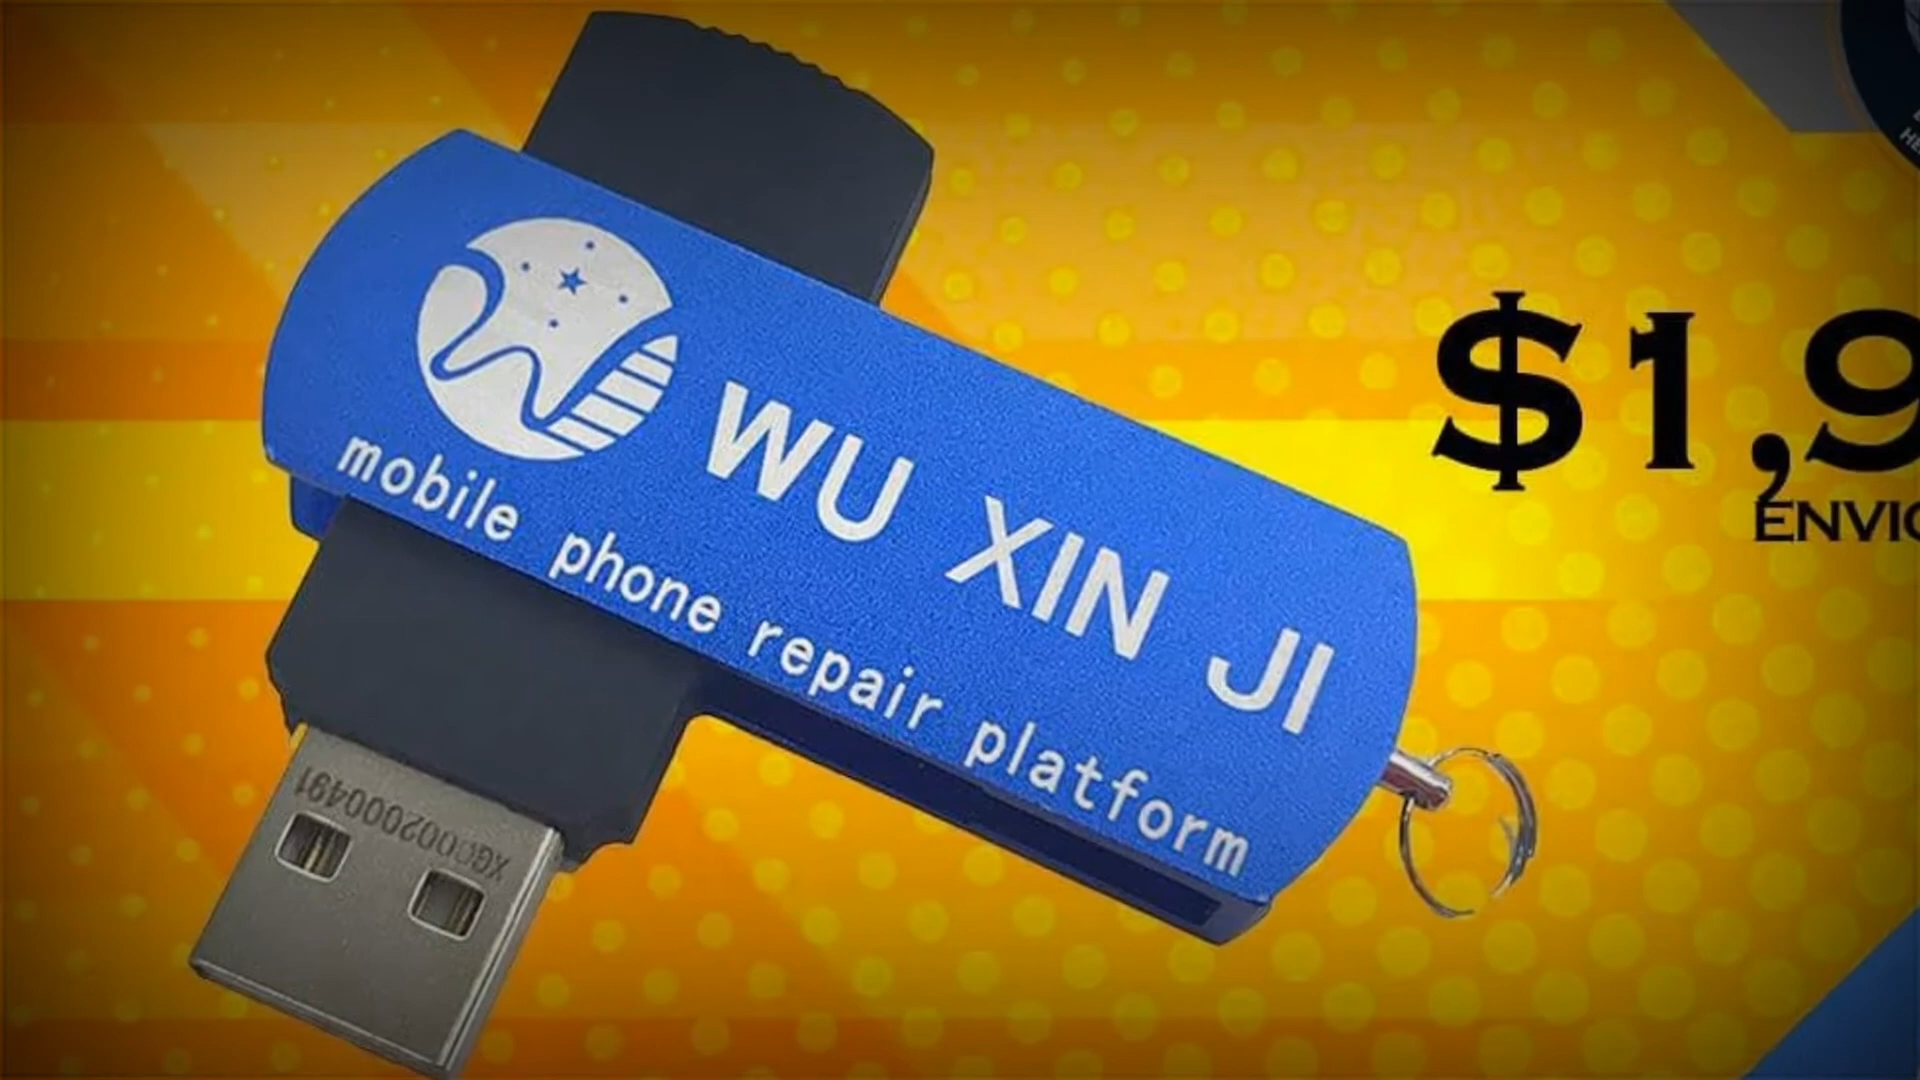 WU XIN JI
mobile phone repair platform
$1,9
ENVIO
XG0002000491